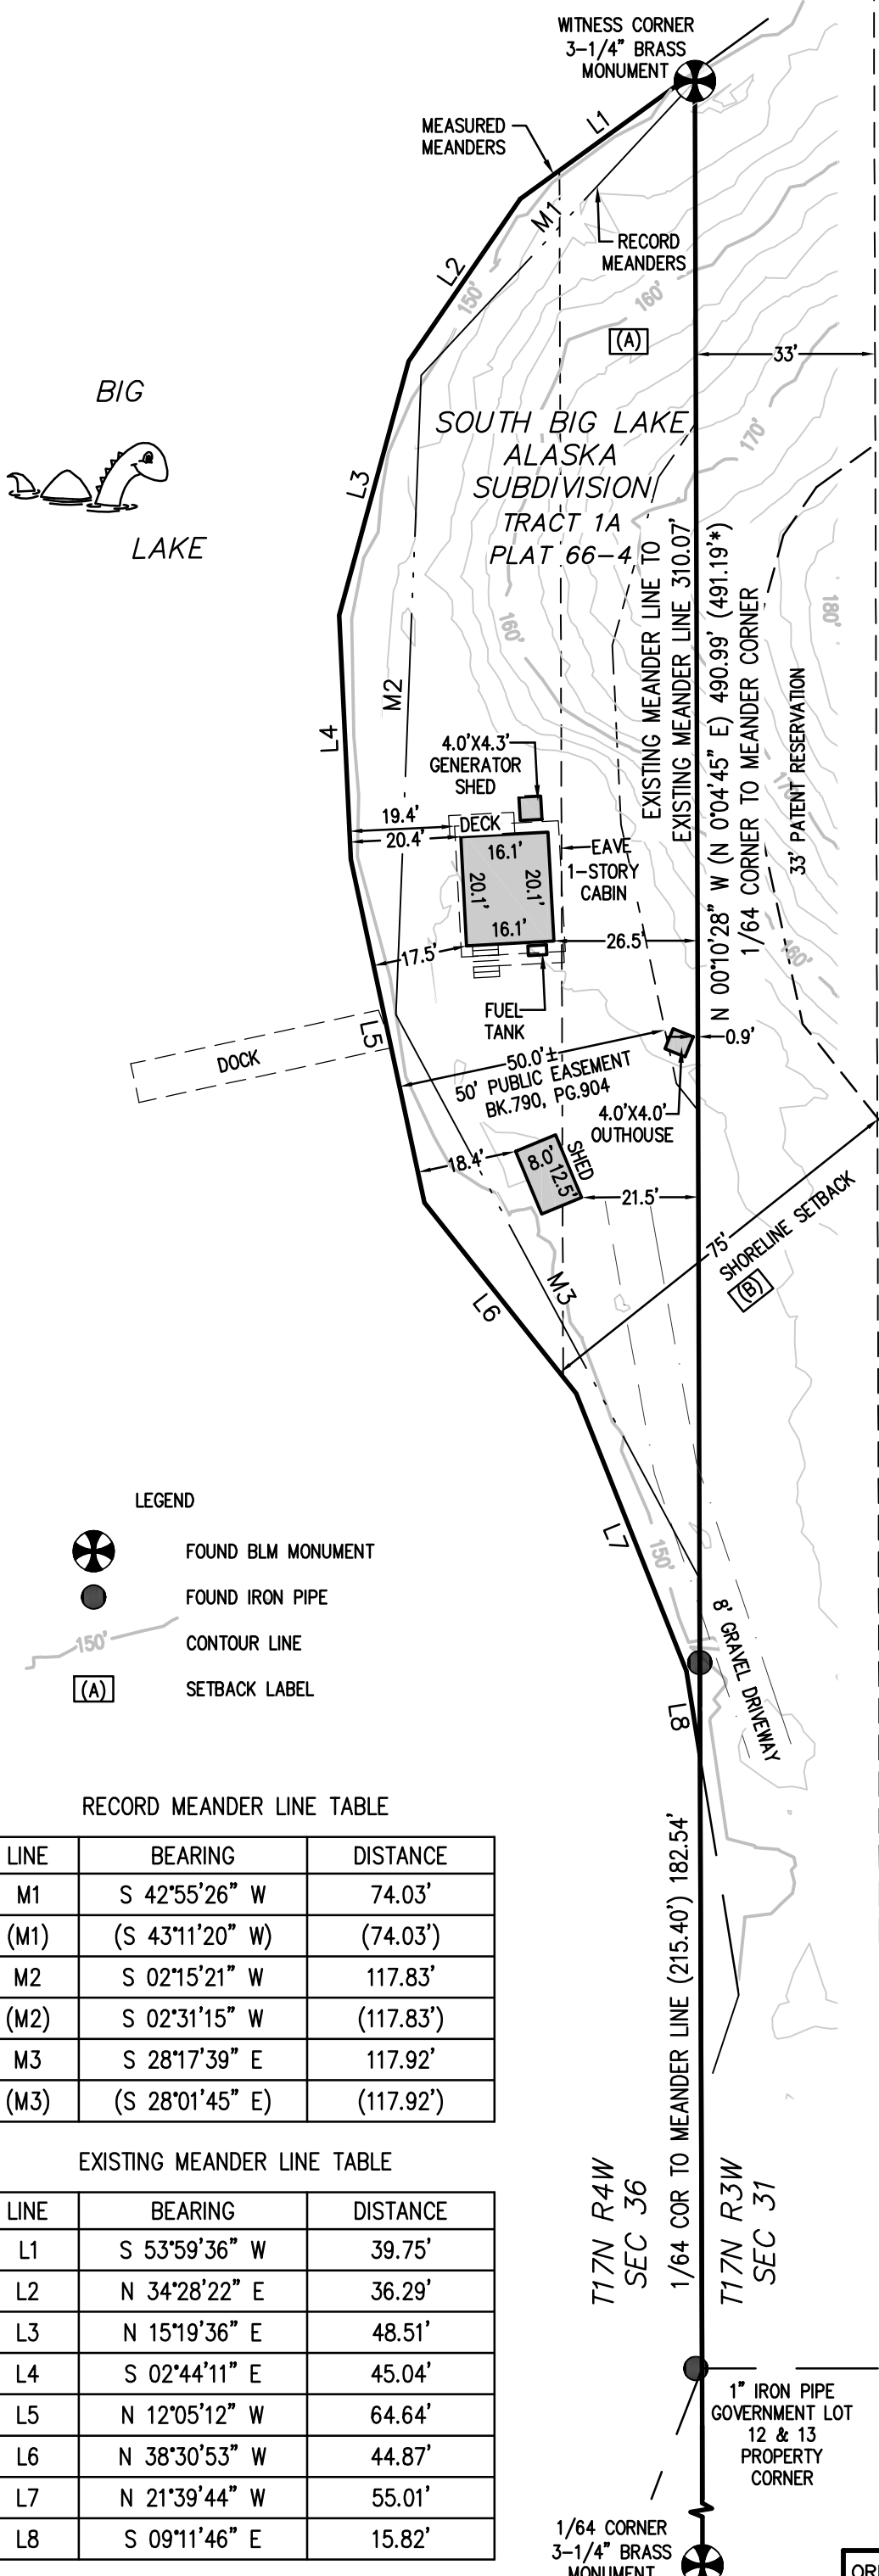 WITNESS CORNER
3-1/4" BRASS
MONUMENT
MEASURED
MEANDERS
L1
M1
RECORD
MEANDERS
L2
150'
160'
(A)
33'
BIG
LAKE
SOUTH BIG LAKE
ALASKA
SUBDIVISION
TRACT 1A
PLAT 66-4
170'
L3
160'
180'
EXISTING MEANDER LINE TO
EXISTING MEANDER LINE 310.07'
N 00°10'28" W (N 0°04'45" E) 490.99' (491.19'*)
1/64 CORNER TO MEANDER CORNER
33' PATENT RESERVATION
M2
L4
4.0'X4.3'
GENERATOR
SHED
170'
19.4'
DECK
20.4'
16.1'
EAVE
1-STORY
CABIN
20.1'
20.1'
16.1'
26.5'
17.5'
160'
FUEL
TANK
L5
DOCK
0.9'
50.0'±
50' PUBLIC EASEMENT
BK.790, PG.904
4.0'X4.0'
OUTHOUSE
18.4'
8.0'
12.5'
SHED
21.5'
75'
SHORELINE SETBACK
(B)
L6
M3
LEGEND
FOUND BLM MONUMENT
FOUND IRON PIPE
150'
CONTOUR LINE
(A)
SETBACK LABEL
L7
150'
8' GRAVEL DRIVEWAY
L8
1/64 COR TO MEANDER LINE (215.40') 182.54'
RECORD MEANDER LINE TABLE
LINE BEARING DISTANCE
M1 S 42°55'26" W 74.03'
(M1) (S 43°11'20" W) (74.03')
M2 S 02°15'21" W 117.83'
(M2) (S 02°31'15" W (117.83')
M3 S 28°17'39" E 117.92'
(M3) (S 28°01'45" E) (117.92')
EXISTING MEANDER LINE TABLE
LINE BEARING DISTANCE
L1 S 53°59'36" W 39.75'
L2 N 34°28'22" E 36.29'
L3 N 15°19'36" E 48.51'
L4 S 02°44'11" E 45.04'
L5 N 12°05'12" W 64.64'
L6 N 38°30'53" W 44.87'
L7 N 21°39'44" W 55.01'
L8 S 09°11'46" E 15.82'
T17N R4W
SEC 36
T17N R3W
SEC 31
1" IRON PIPE
GOVERNMENT LOT
12 & 13
PROPERTY
CORNER
1/64 CORNER
3-1/4" BRASS
MONUMENT